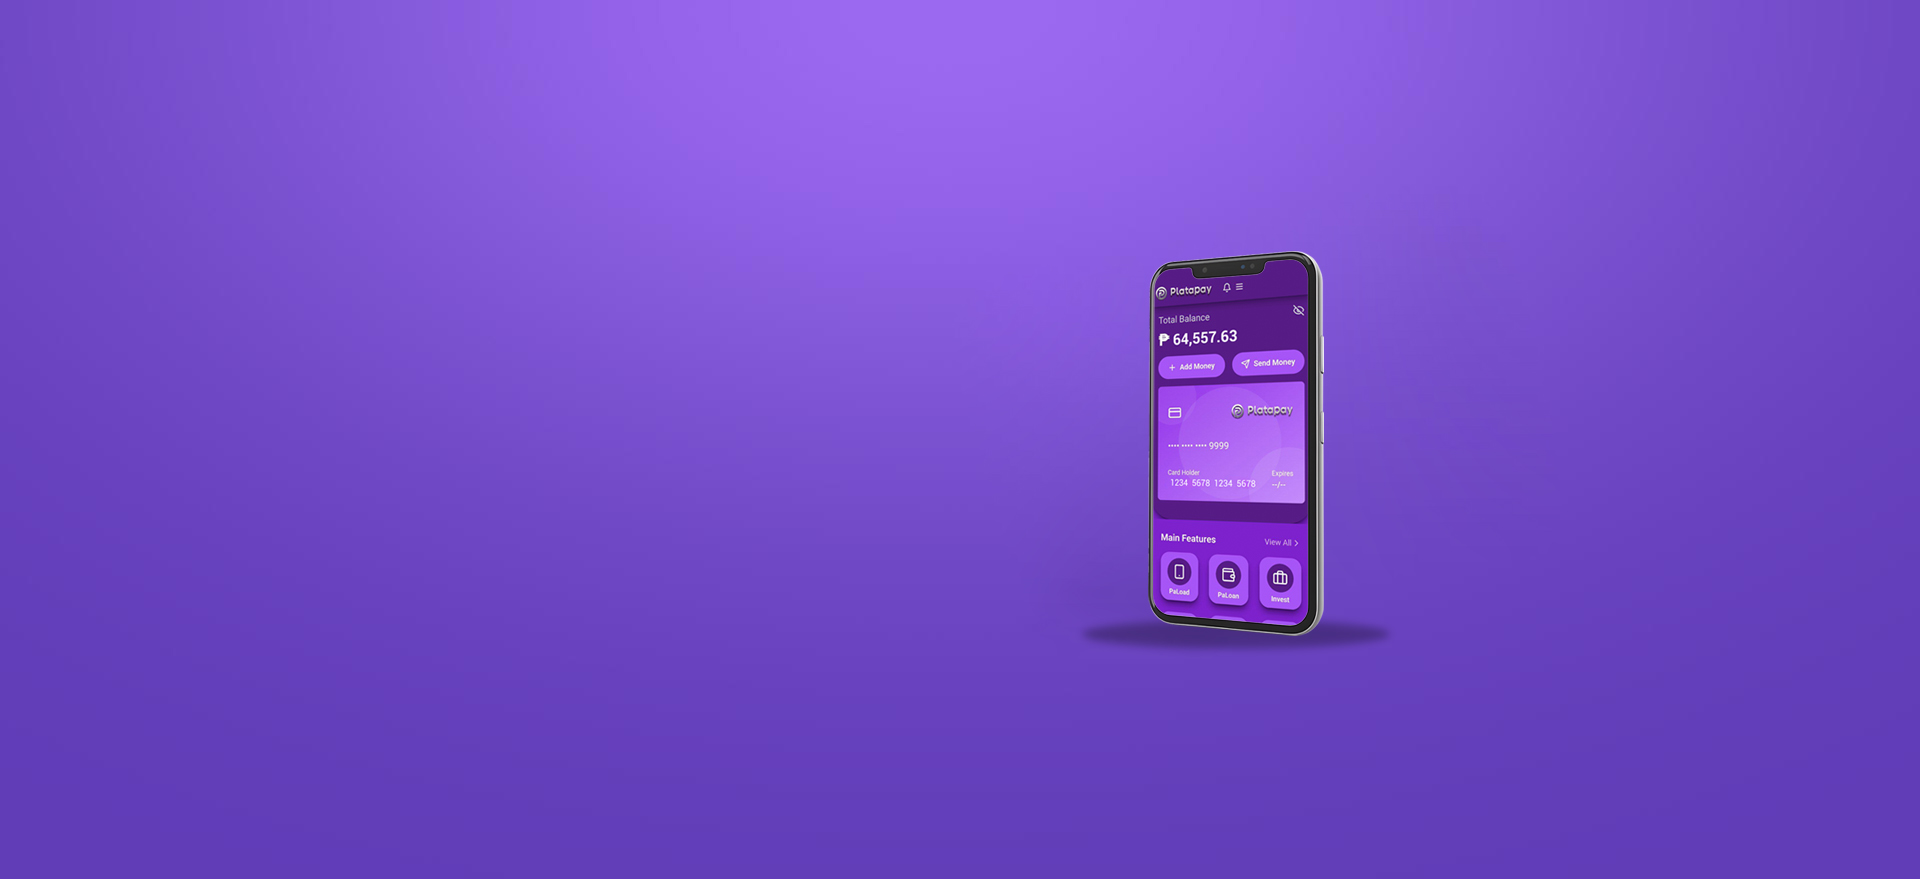 Platapay
Total Balance
₱ 64,557.63
+ Add Money
Send Money
Platapay
•••• •••• •••• 9999
Card Holder
Expires
1234 5678 1234 5678
--/--
Main Features
View All >
PaLoad
PaLoan
Invest